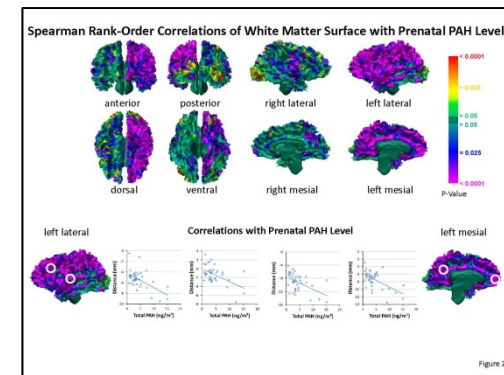 Spearman Rank-Order Correlations of White Matter Surface with Prenatal PAH Level
anterior
posterior
right lateral
left lateral
dorsal
ventral
right mesial
left mesial
< 0.0001
= 0.025
< 0.05
< 0.05
= 0.025
< 0.0001
P-Value
left lateral
Correlations with Prenatal PAH Level
left mesial
Distance (mm)
Distance (mm)
Distance (mm)
Distance (mm)
Total PAH (ng/m³)
Total PAH (ng/m³)
Total PAH (ng/m³)
Total PAH (ng/m³)
Figure 2